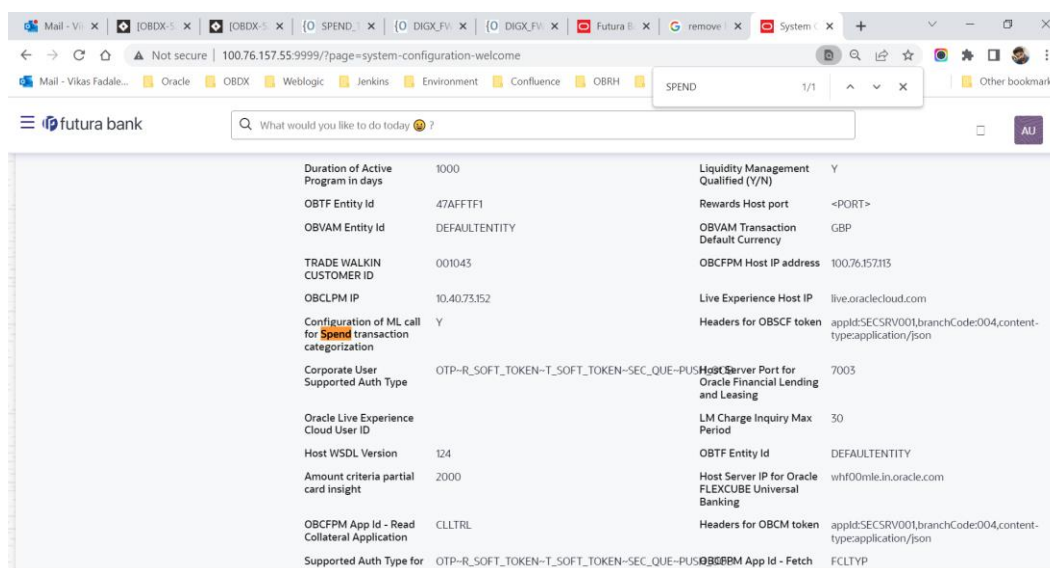 Mail - Vi
[OBDX-S
[OBDX-S
{O SPEND_
{O DIGX_FW
{O DIGX_FW
Futura B
remove
System C
Not secure | 100.76.157.55:9999/?page=system-configuration-welcome
Mail - Vikas Fadale... Oracle OBDX Weblogic Jenkins Environment Confluence OBRH Other bookmark
SPEND 1/1
futura bank What would you like to do today 😀 ? AU
Duration of Active 1000 Liquidity Management Y
Program in days Qualified (Y/N)
OBTF Entity Id 47AFFTF1 Rewards Host port <PORT>
OBVAM Entity Id DEFAULTENTITY OBVAM Transaction GBP
Default Currency
TRADE WALKIN 001043 OBCFPM Host IP address 100.76.157.113
CUSTOMER ID
OBCLPM IP 10.40.73.152 Live Experience Host IP live.oraclecloud.com
Configuration of ML call Y Headers for OBSCF token appId:SECSRV001,branchCode:004,content-
for Spend transaction type:application/json
categorization
Corporate User OTP~R_SOFT_TOKEN~T_SOFT_TOKEN~SEC_QUE~PUSH Host Server Port for 7003
Supported Auth Type Oracle Financial Lending
and Leasing
Oracle Live Experience LM Charge Inquiry Max 30
Cloud User ID Period
Host WSDL Version 124 OBTF Entity Id DEFAULTENTITY
Amount criteria partial 2000 Host Server IP for Oracle whf00mle.in.oracle.com
card insight FLEXCUBE Universal
Banking
OBCFPM App Id - Read CLLTRL Headers for OBCM token appId:SECSRV001,branchCode:004,content-
Collateral Application type:application/json
Supported Auth Type for OTP~R_SOFT_TOKEN~T_SOFT_TOKEN~SEC_QUE~PUSH OBCFPM App Id - Fetch FCLTYP